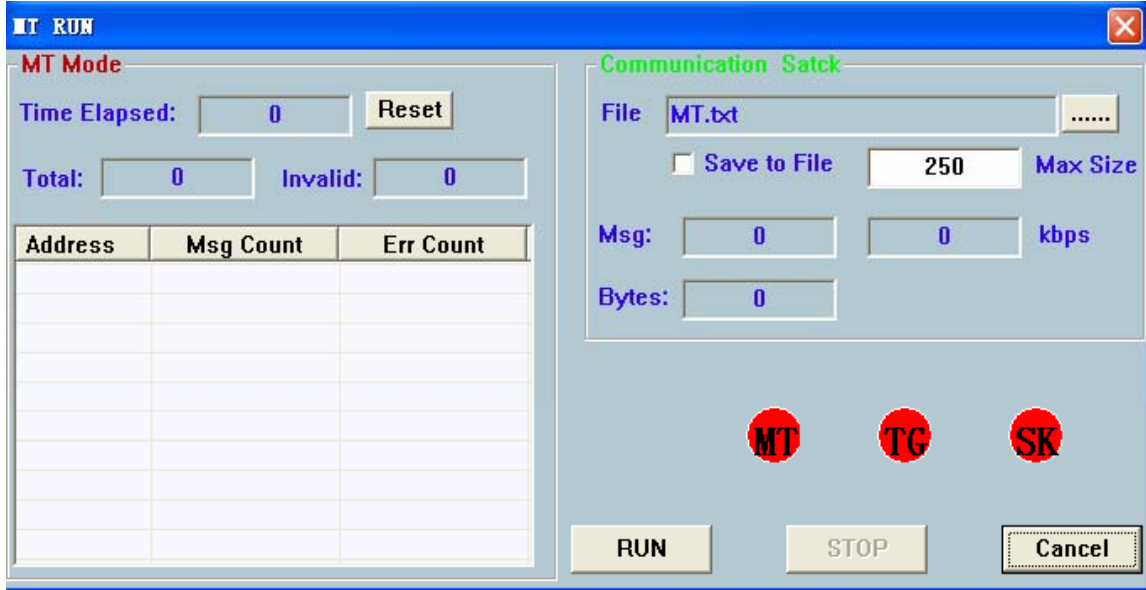 MT RUN
MT Mode
Time Elapsed: 0 Reset
Total: 0 Invalid: 0
Address Msg Count Err Count
Communication Satck
File MT.txt ......
Save to File 250 Max Size
Msg: 0 0 kbps
Bytes: 0
MT TG SK
RUN STOP Cancel